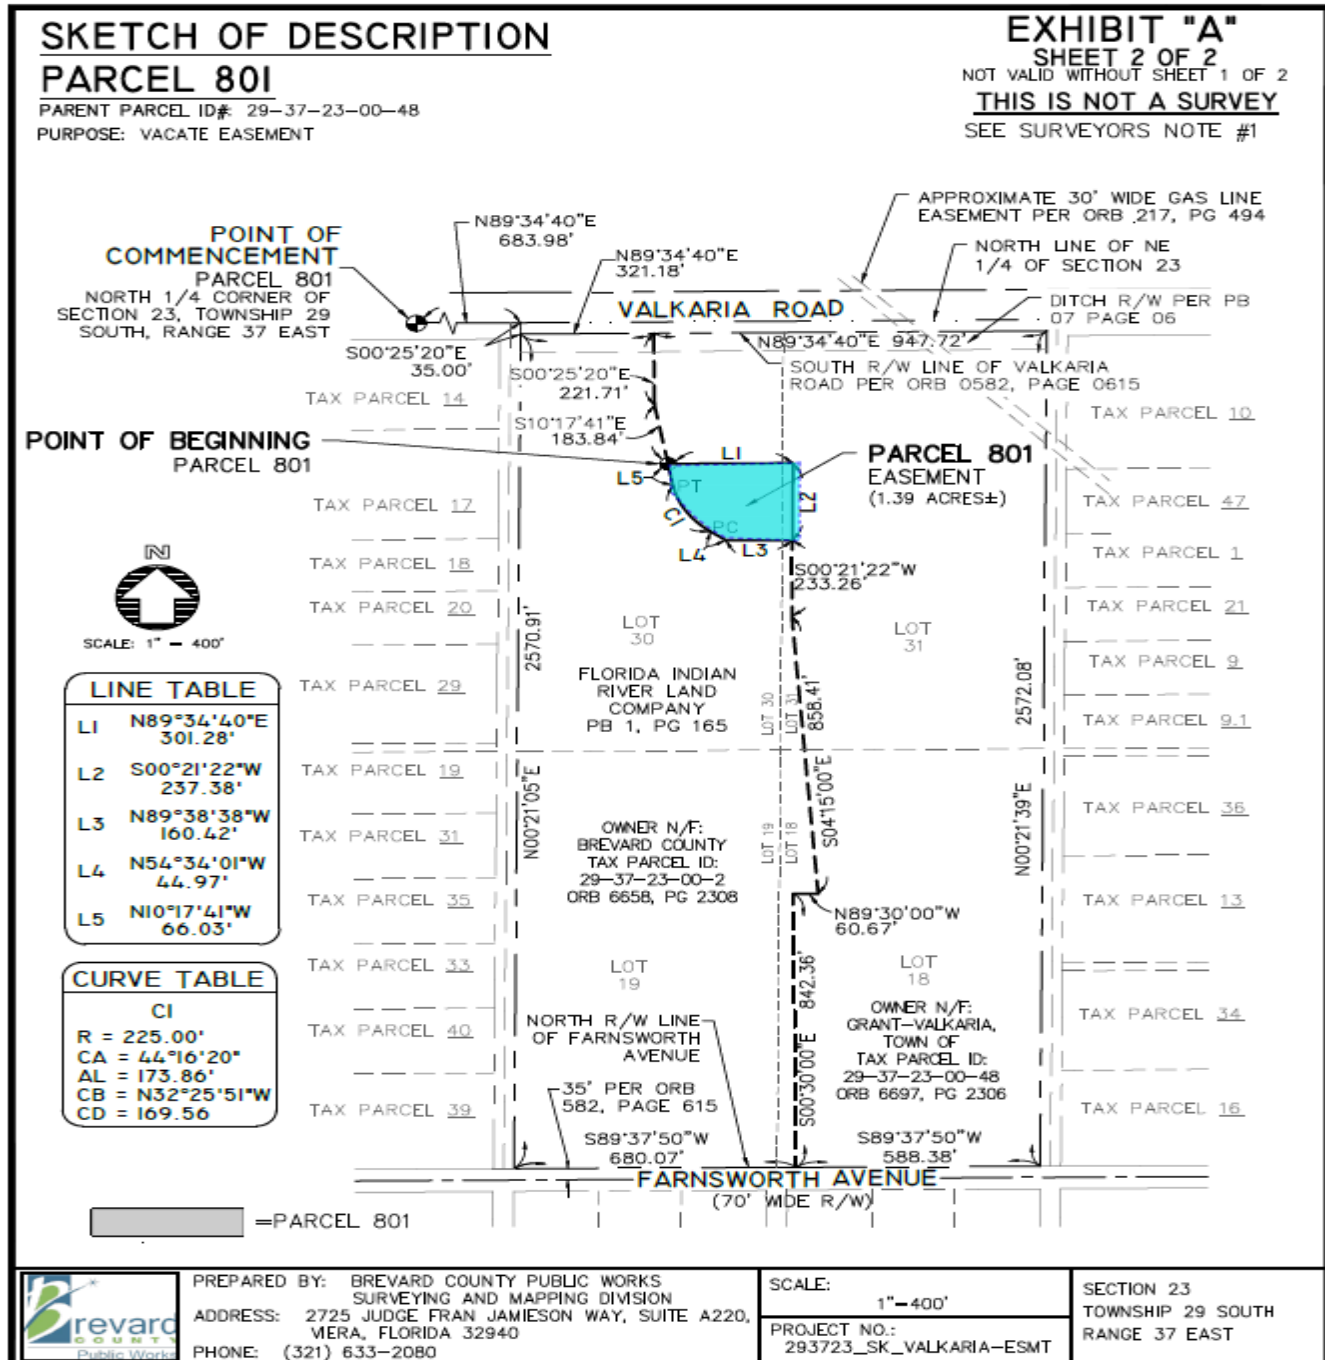 SKETCH OF DESCRIPTION
PARCEL 801
PARENT PARCEL ID#: 29-37-23-00-48
PURPOSE: VACATE EASEMENT
EXHIBIT "A"
SHEET 2 OF 2
NOT VALID WITHOUT SHEET 1 OF 2
THIS IS NOT A SURVEY
SEE SURVEYORS NOTE #1
APPROXIMATE 30' WIDE GAS LINE
EASEMENT PER ORB 217, PG 494
NORTH LINE OF NE
1/4 OF SECTION 23
DITCH R/W PER PB
07 PAGE 06
POINT OF
COMMENCEMENT
PARCEL 801
NORTH 1/4 CORNER OF
SECTION 23, TOWNSHIP 29
SOUTH, RANGE 37 EAST
N89°34'40"E
683.98'
N89°34'40"E
321.18'
VALKARIA ROAD
N89°34'40"E 947.72'
SOUTH R/W LINE OF VALKARIA
ROAD PER ORB 0582, PAGE 0615
S00°25'20"E
35.00'
S00°25'20"E
221.71'
S10°17'41"E
183.84'
TAX PARCEL 14
TAX PARCEL 10
POINT OF BEGINNING
PARCEL 801
L1
L5
PT
C1
PC
L4
L3
L2
PARCEL 801
EASEMENT
(1.39 ACRES±)
TAX PARCEL 17
TAX PARCEL 18
TAX PARCEL 20
TAX PARCEL 29
TAX PARCEL 19
TAX PARCEL 31
TAX PARCEL 35
TAX PARCEL 33
TAX PARCEL 40
TAX PARCEL 39
TAX PARCEL 47
TAX PARCEL 1
TAX PARCEL 21
TAX PARCEL 9
TAX PARCEL 9.1
TAX PARCEL 36
TAX PARCEL 13
TAX PARCEL 34
TAX PARCEL 16
N
SCALE: 1" = 400'
S00°21'22"W
233.26'
LOT
30
LOT
31
2570.91'
N00°21'05"E
2572.08'
N00°21'39"E
FLORIDA INDIAN
RIVER LAND
COMPANY
PB 1, PG 165
LOT 30
LOT 31
858.41'
S04°15'00"E
LOT 19
LOT 18
OWNER N/F:
BREVARD COUNTY
TAX PARCEL ID:
29-37-23-00-2
ORB 6658, PG 2308
N89°30'00"W
60.67'
LOT
19
LOT
18
842.36'
S00°30'00"E
OWNER N/F:
GRANT-VALKARIA,
TOWN OF
TAX PARCEL ID:
29-37-23-00-48
ORB 6697, PG 2306
NORTH R/W LINE
OF FARNSWORTH
AVENUE
35' PER ORB
582, PAGE 615
S89°37'50"W
680.07'
S89°37'50"W
588.38'
FARNSWORTH AVENUE
(70' WIDE R/W)
LINE TABLE
L1 N89°34'40"E
301.28'
L2 S00°21'22"W
237.38'
L3 N89°38'38"W
160.42'
L4 N54°34'01"W
44.97'
L5 N10°17'41"W
66.03'
CURVE TABLE
C1
R = 225.00'
CA = 44°16'20"
AL = 173.86'
CB = N32°25'51"W
CD = 169.56
=PARCEL 801
Brevard
COUNTY
Public Works
PREPARED BY: BREVARD COUNTY PUBLIC WORKS
SURVEYING AND MAPPING DIVISION
ADDRESS: 2725 JUDGE FRAN JAMIESON WAY, SUITE A220,
VIERA, FLORIDA 32940
PHONE: (321) 633-2080
SCALE:
1"=400'
PROJECT NO.:
293723_SK_VALKARIA-ESMT
SECTION 23
TOWNSHIP 29 SOUTH
RANGE 37 EAST